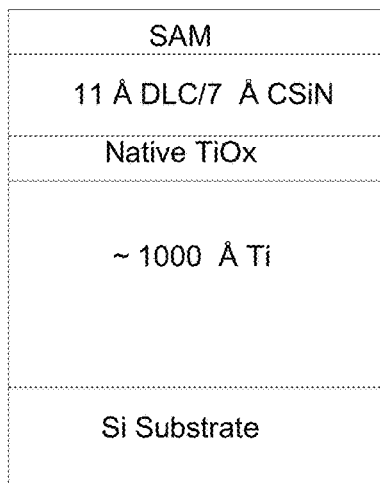 SAM
11 Å DLC/7 Å CSiN
Native TiOx
~ 1000 Å Ti
Si Substrate